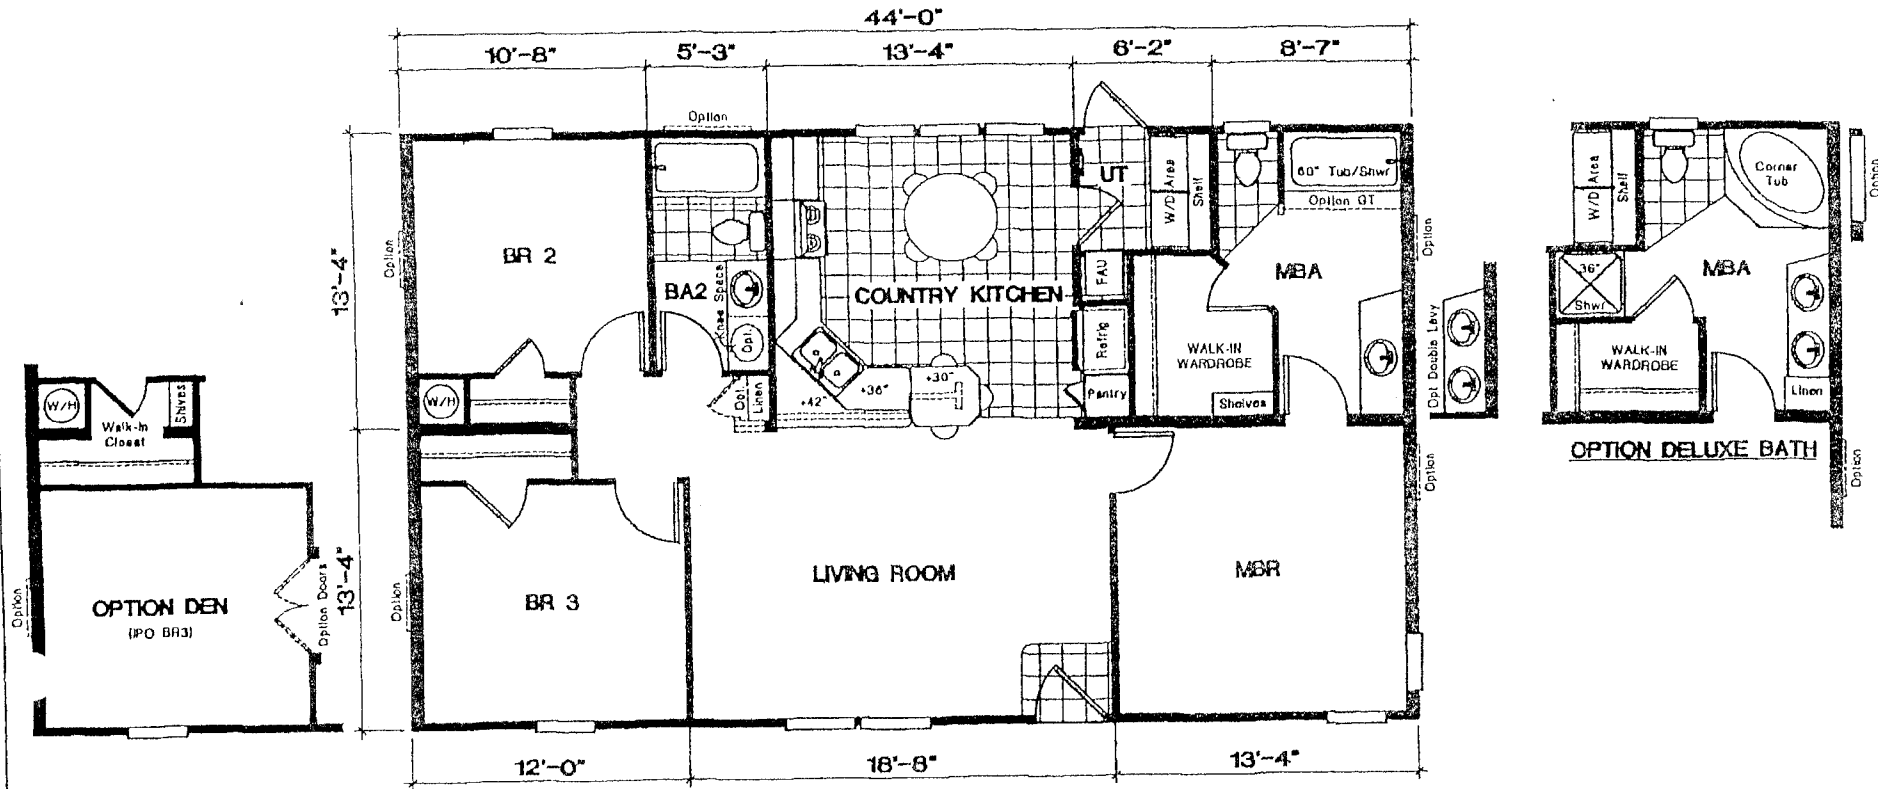 44'-0"
10'-8" 5'-3" 13'-4" 6'-2" 8'-7"
Option
13'-4"
13'-4"
Option
BR 2
BA2
Knee Space
Opt.
COUNTRY KITCHEN
UT
W/D Area
Shelf
60" Tub/Shwr
Option GT
Option
MBA
FAU
Refrig
Pantry
WALK-IN
WARDROBE
Shelves
W/H
Opt.
Linen
+42"
+36"
+30"
Opt Double Lavy
Option
Option
BR 3
LIVING ROOM
MBR
12'-0" 18'-8" 13'-4"
W/H
Walk-in
Closet
Shlves
Option
OPTION DEN
(IPO BR3)
Option Doors
W/D Area
Shelf
Corner
Tub
Option
36"
Shwr
MBA
WALK-IN
WARDROBE
Linen
OPTION DELUXE BATH
Option